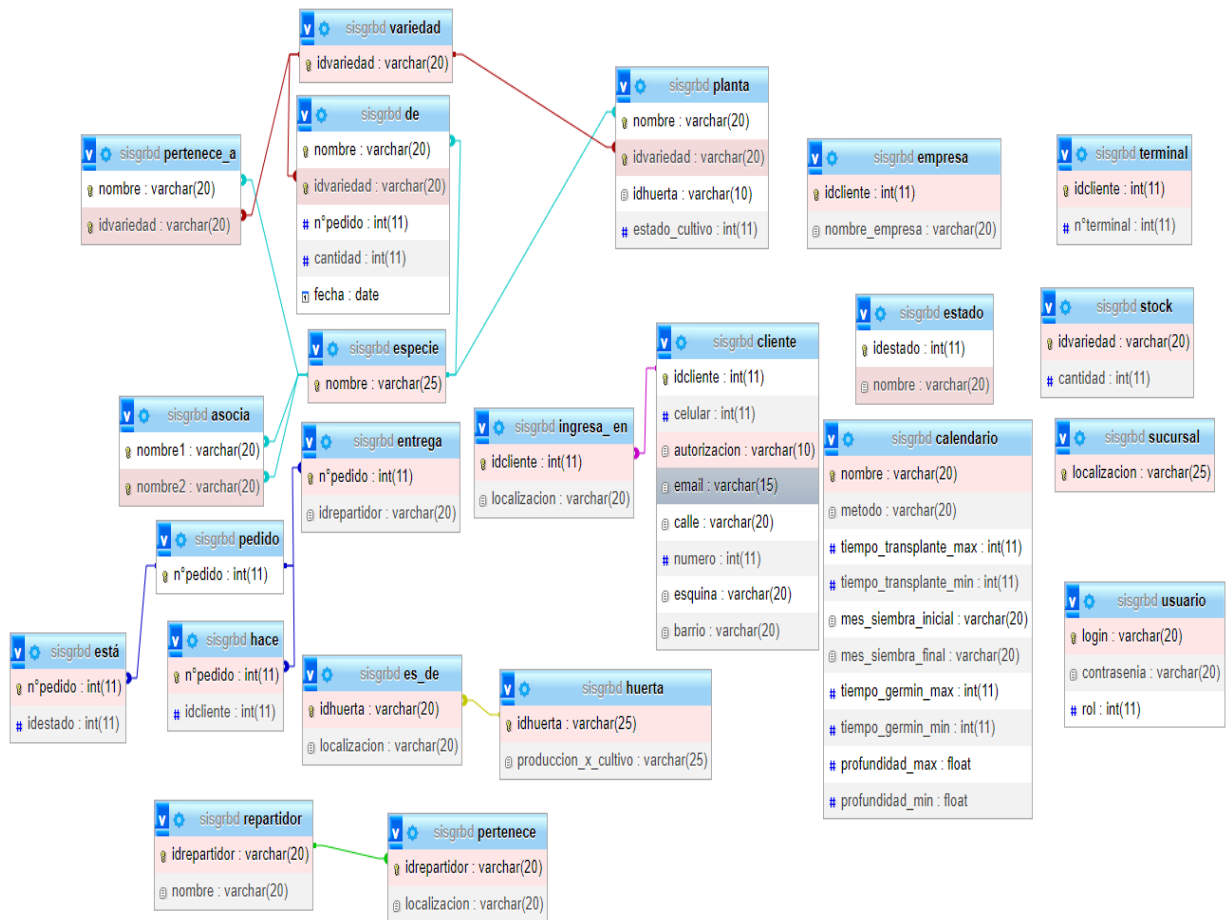 sisgrbd variedad
idvariedad : varchar(20)
sisgrbd de
nombre : varchar(20)
idvariedad : varchar(20)
n°pedido : int(11)
cantidad : int(11)
fecha : date
sisgrbd planta
nombre : varchar(20)
idvariedad : varchar(20)
idhuerta : varchar(10)
estado_cultivo : int(11)
sisgrbd pertenece_a
nombre : varchar(20)
idvariedad : varchar(20)
sisgrbd empresa
idcliente : int(11)
nombre_empresa : varchar(20)
sisgrbd terminal
idcliente : int(11)
n°terminal : int(11)
sisgrbd especie
nombre : varchar(25)
sisgrbd cliente
idcliente : int(11)
celular : int(11)
autorizacion : varchar(10)
email : varchar(15)
calle : varchar(20)
numero : int(11)
esquina : varchar(20)
barrio : varchar(20)
sisgrbd estado
idestado : int(11)
nombre : varchar(20)
sisgrbd stock
idvariedad : varchar(20)
cantidad : int(11)
sisgrbd asocia
nombre1 : varchar(20)
nombre2 : varchar(20)
sisgrbd entrega
n°pedido : int(11)
idrepartidor : varchar(20)
sisgrbd ingresa_en
idcliente : int(11)
localizacion : varchar(20)
sisgrbd calendario
nombre : varchar(20)
metodo : varchar(20)
tiempo_transplante_max : int(11)
tiempo_transplante_min : int(11)
mes_siembra_inicial : varchar(20)
mes_siembra_final : varchar(20)
tiempo_germin_max : int(11)
tiempo_germin_min : int(11)
profundidad_max : float
profundidad_min : float
sisgrbd sucursal
localizacion : varchar(25)
sisgrbd pedido
n°pedido : int(11)
sisgrbd usuario
login : varchar(20)
contrasenia : varchar(20)
rol : int(11)
sisgrbd está
n°pedido : int(11)
idestado : int(11)
sisgrbd hace
n°pedido : int(11)
idcliente : int(11)
sisgrbd es_de
idhuerta : varchar(20)
localizacion : varchar(20)
sisgrbd huerta
idhuerta : varchar(25)
produccion_x_cultivo : varchar(25)
sisgrbd repartidor
idrepartidor : varchar(20)
nombre : varchar(20)
sisgrbd pertenece
idrepartidor : varchar(20)
localizacion : varchar(20)